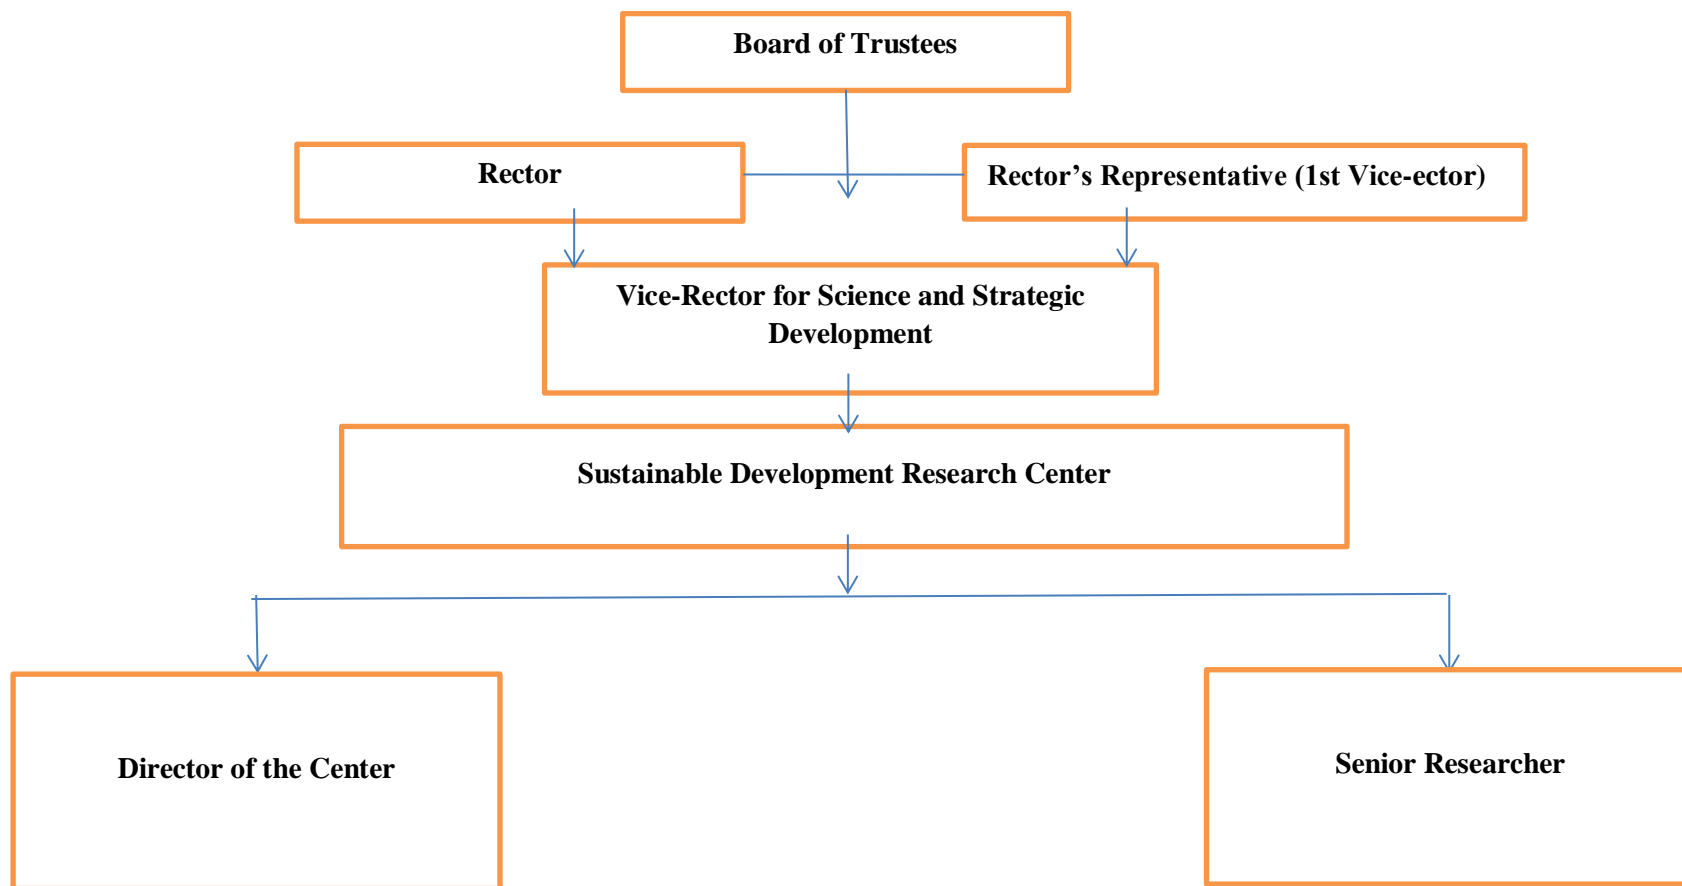 Board of Trustees
Rector
Rector’s Representative (1st Vice-ector)
Vice-Rector for Science and Strategic
Development
Sustainable Development Research Center
Director of the Center
Senior Researcher